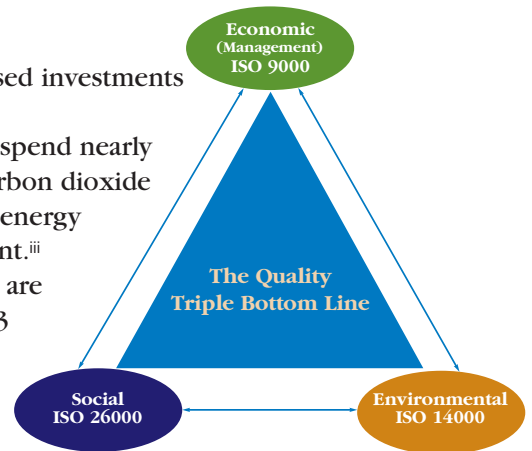 sed investments
spend nearly
rbon dioxide
energy
nt.iii
are
3
Economic
(Management)
ISO 9000
The Quality
Triple Bottom Line
Social
ISO 26000
Environmental
ISO 14000